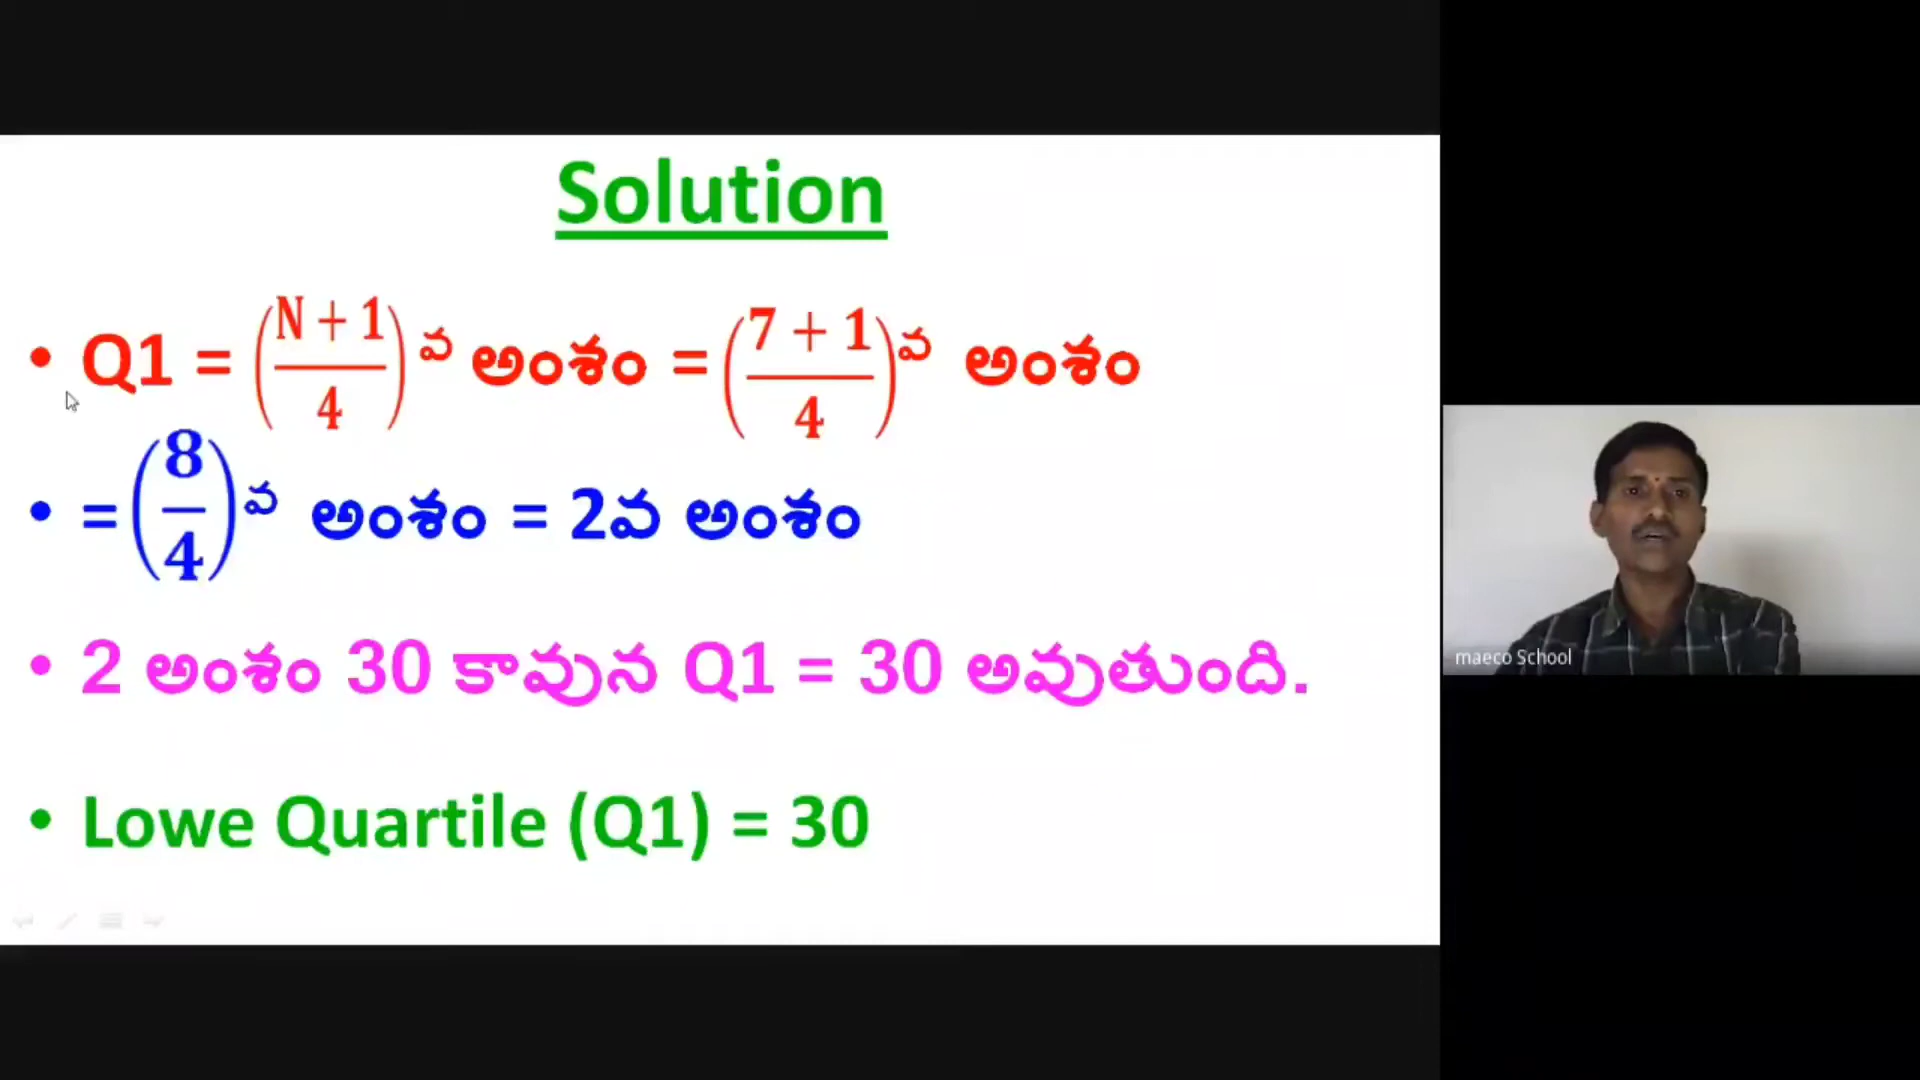 Solution
• Q1 = (N + 1 / 4) వ అంశం = (7 + 1 / 4) వ అంశం
• = (8 / 4) వ అంశం = 2వ అంశం
• 2 అంశం 30 కావున Q1 = 30 అవుతుంది.
• Lowe Quartile (Q1) = 30
maeco School